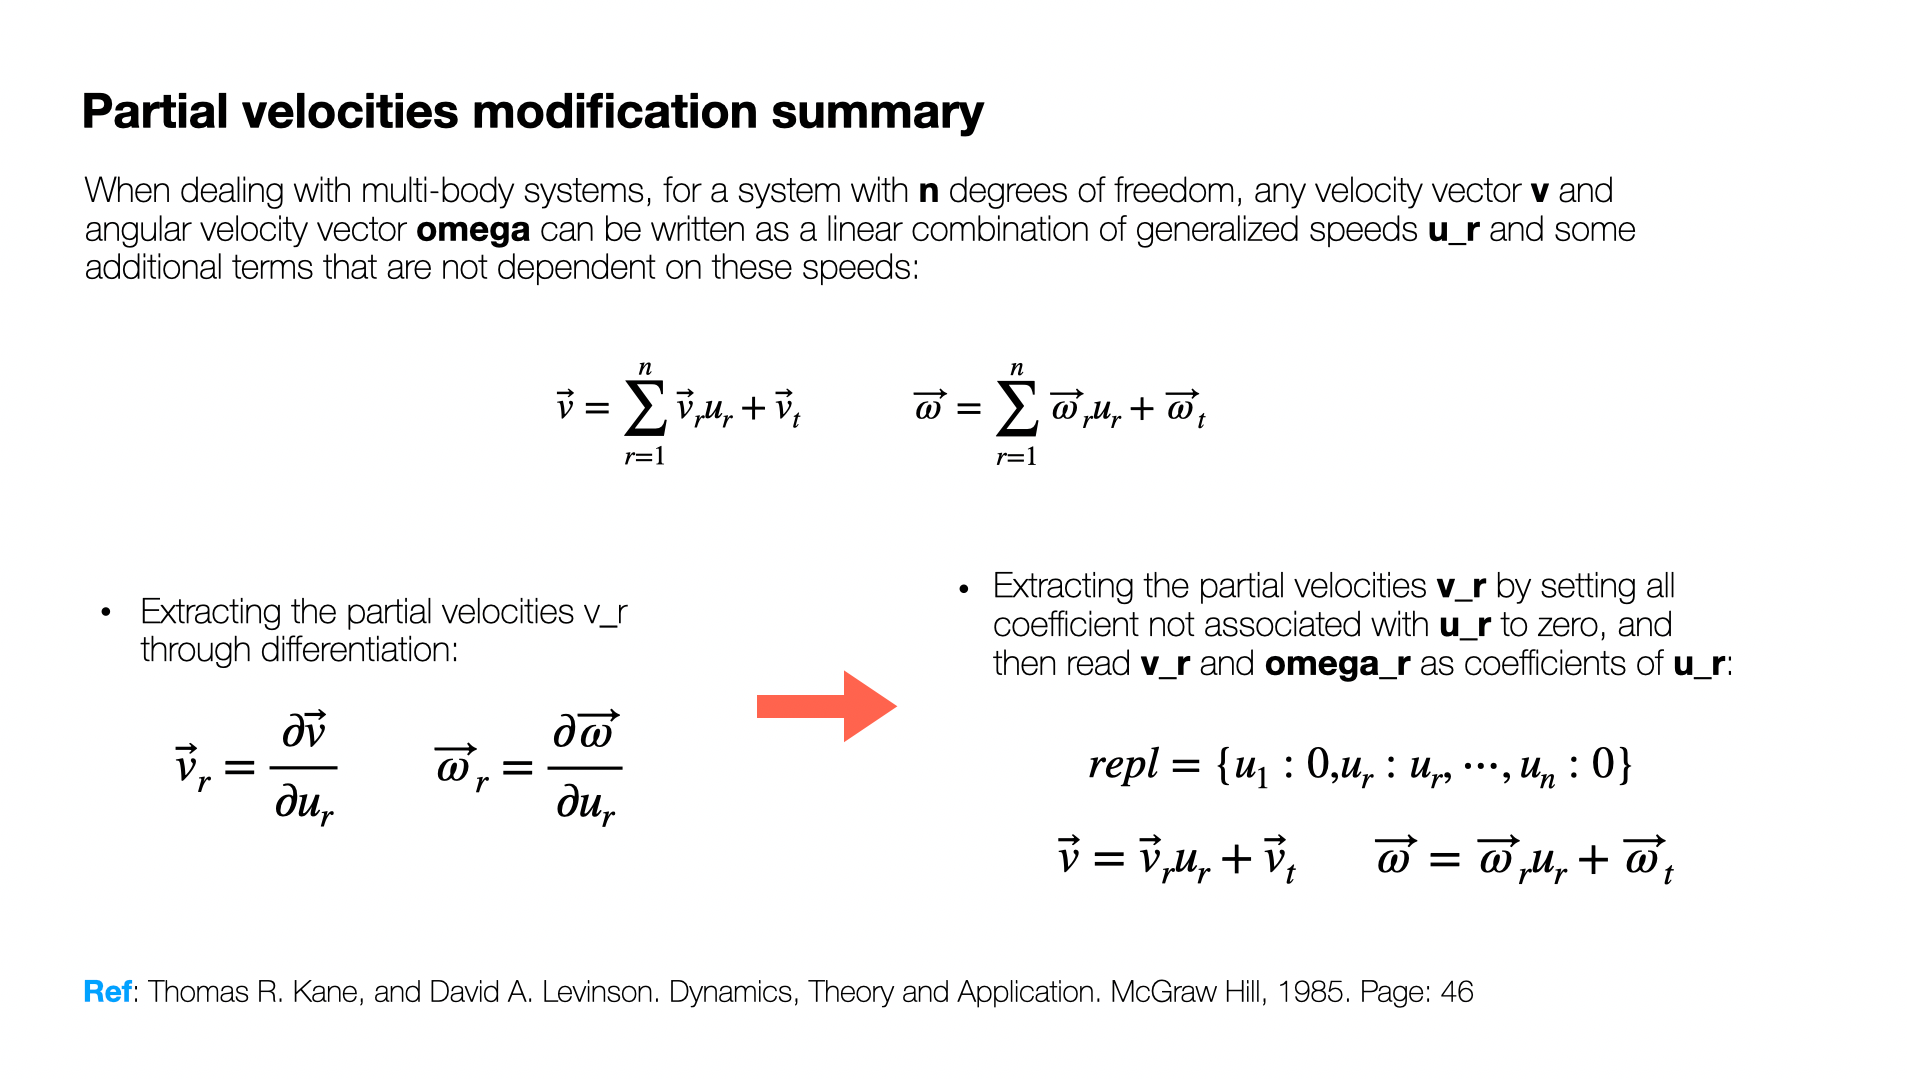 Partial velocities modification summary
When dealing with multi-body systems, for a system with n degrees of freedom, any velocity vector v and
angular velocity vector omega can be written as a linear combination of generalized speeds u_r and some
additional terms that are not dependent on these speeds:
$\vec{v} = \sum_{r=1}^{n} \vec{v}_r u_r + \vec{v}_t$ $\vec{\omega} = \sum_{r=1}^{n} \vec{\omega}_r u_r + \vec{\omega}_t$
• Extracting the partial velocities v_r
through differentiation:
$\vec{v}_r = \frac{\partial \vec{v}}{\partial u_r}$ $\vec{\omega}_r = \frac{\partial \vec{\omega}}{\partial u_r}$
• Extracting the partial velocities v_r by setting all
coefficient not associated with u_r to zero, and
then read v_r and omega_r as coefficients of u_r:
$repl = \{u_1 : 0, u_r : u_r, \cdots, u_n : 0\}$
$\vec{v} = \vec{v}_r u_r + \vec{v}_t$ $\vec{\omega} = \vec{\omega}_r u_r + \vec{\omega}_t$
Ref: Thomas R. Kane, and David A. Levinson. Dynamics, Theory and Application. McGraw Hill, 1985. Page: 46